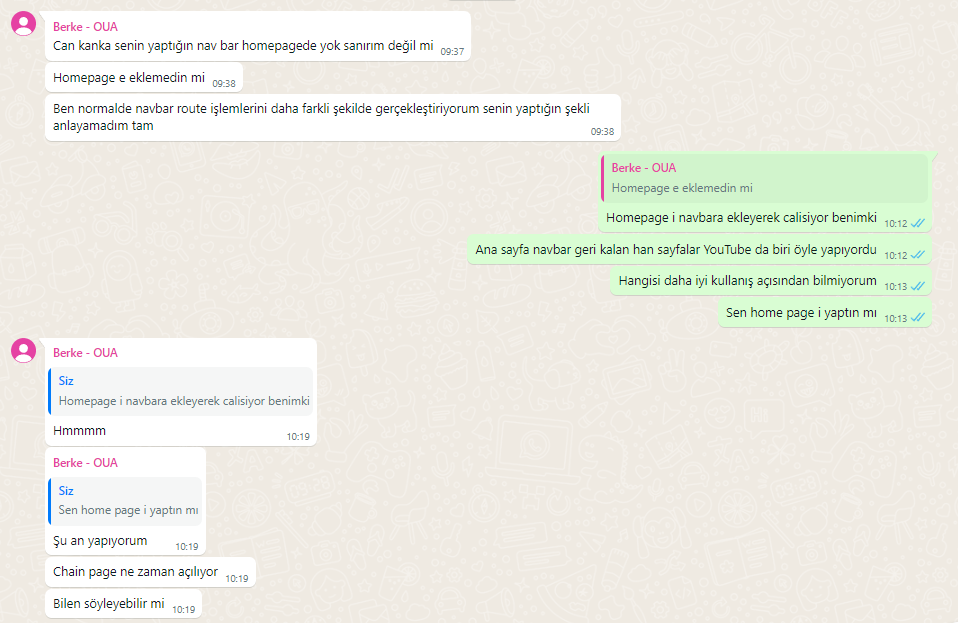 Berke - OUA
Can kanka senin yaptığın nav bar homepagede yok sanırım değil mi 09:37
Homepage e eklemedin mi 09:38
Ben normalde navbar route işlemlerini daha farkli şekilde gerçekleştiriyorum senin yaptığın şekli
anlayamadım tam
09:38
Berke - OUA
Homepage e eklemedin mi
Homepage i navbara ekleyerek calisiyor benimki 10:12
Ana sayfa navbar geri kalan han sayfalar YouTube da biri öyle yapıyordu 10:12
Hangisi daha iyi kullanış açısından bilmiyorum 10:13
Sen home page i yaptın mı 10:13
Berke - OUA
Siz
Homepage i navbara ekleyerek calisiyor benimki
Hmmmm 10:19
Berke - OUA
Siz
Sen home page i yaptın mı
Şu an yapıyorum 10:19
Chain page ne zaman açılıyor 10:19
Bilen söyleyebilir mi 10:19